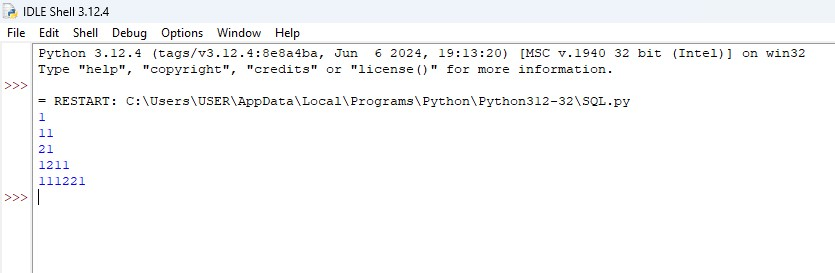 IDLE Shell 3.12.4
File Edit Shell Debug Options Window Help
Python 3.12.4 (tags/v3.12.4:8e8a4ba, Jun  6 2024, 19:13:20) [MSC v.1940 32 bit (Intel)] on win32
Type "help", "copyright", "credits" or "license()" for more information.
>>>
= RESTART: C:\Users\USER\AppData\Local\Programs\Python\Python312-32\SQL.py
1
11
21
1211
111221
>>>